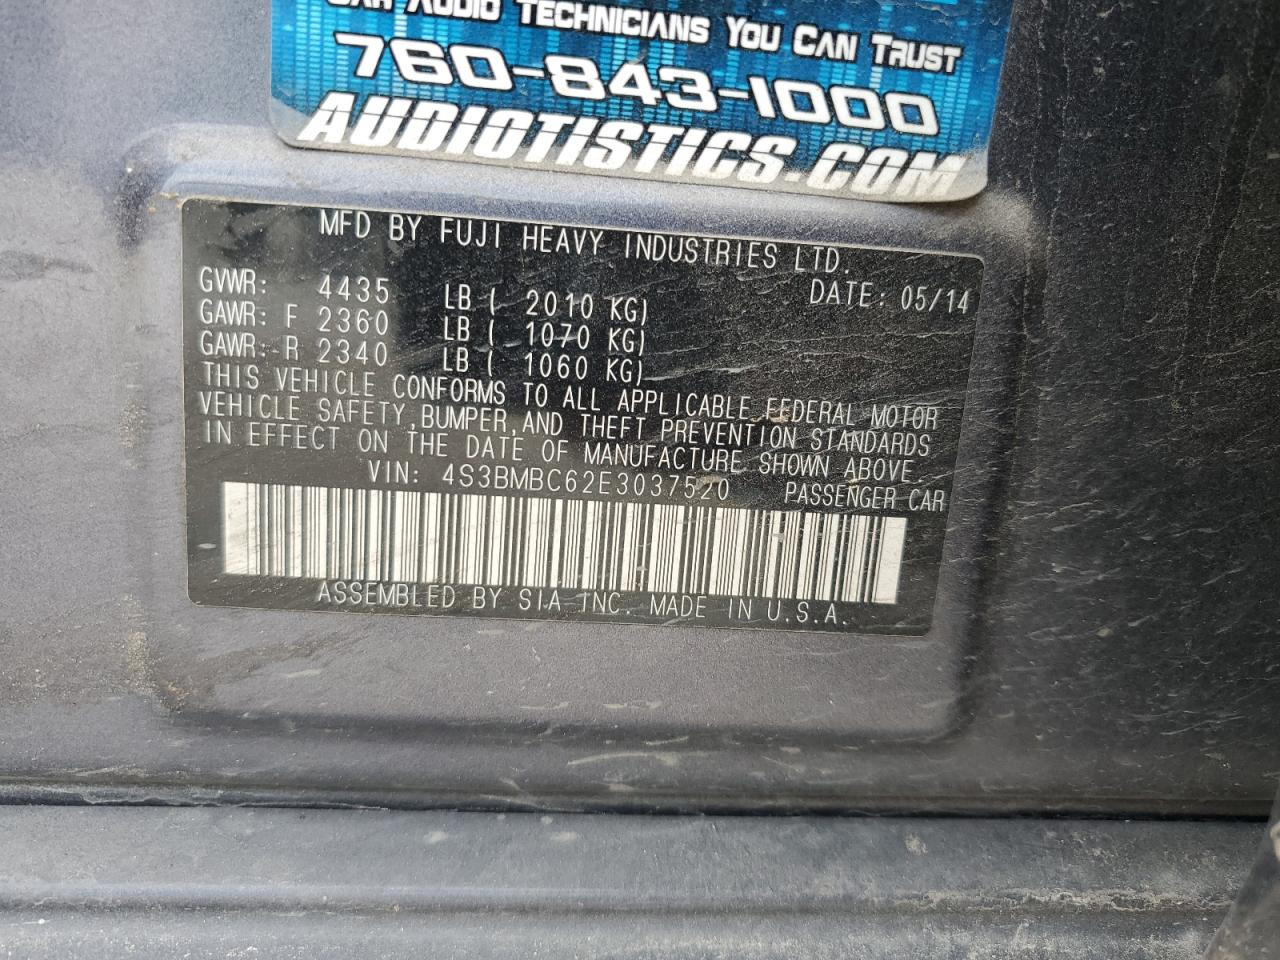 CAR AUDIO TECHNICIANS YOU CAN TRUST
760-843-1000
AUDIOTISTICS.COM
MFD BY FUJI HEAVY INDUSTRIES LTD.
GVWR: 4435 LB ( 2010 KG) DATE: 05/14
GAWR: F 2360 LB ( 1070 KG)
GAWR: R 2340 LB ( 1060 KG)
THIS VEHICLE CONFORMS TO ALL APPLICABLE FEDERAL MOTOR
VEHICLE SAFETY, BUMPER, AND THEFT PREVENTION STANDARDS
IN EFFECT ON THE DATE OF MANUFACTURE SHOWN ABOVE.
VIN: 4S3BMBC62E3037520 PASSENGER CAR
ASSEMBLED BY SIA INC. MADE IN U.S.A.